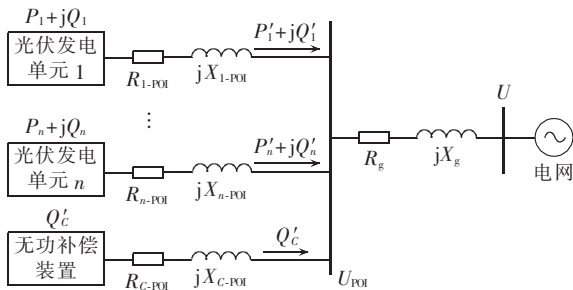 P₁+jQ₁
光伏发电
单元 1
R₁₋POI
jX₁₋POI
P′₁+jQ′₁
⋮
Pₙ+jQₙ
光伏发电
单元 n
Rₙ₋POI
jXₙ₋POI
P′ₙ+jQ′ₙ
Q′C
无功补偿
装置
RC-POI
jXC-POI
Q′C
UPOI
Rg
jXg
U
电网